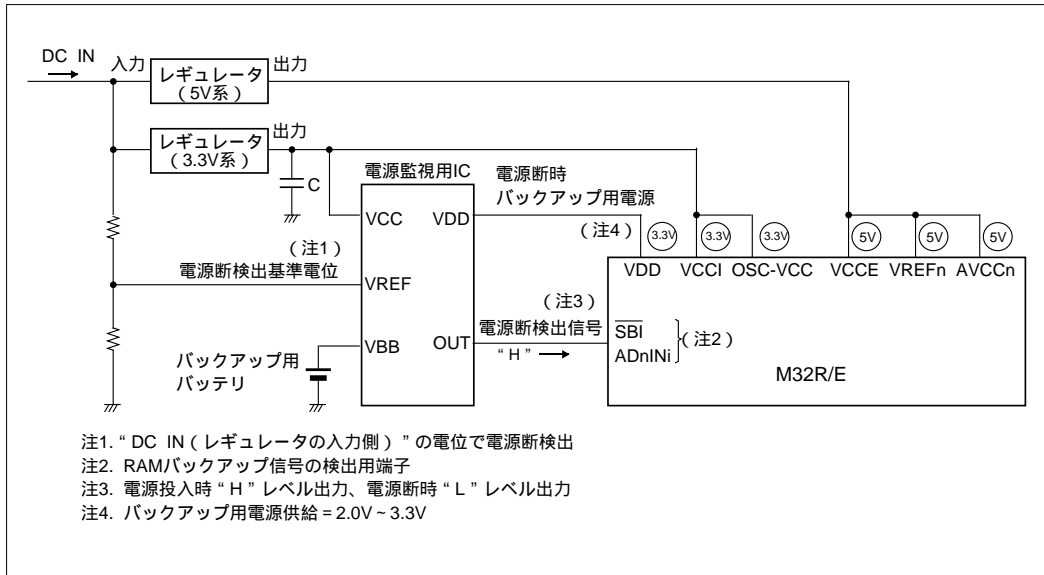 DC IN
入力
レギュレータ
（5V系）
出力
レギュレータ
（3.3V系）
出力
C
電源監視用IC
VCC
VDD
電源断時
バックアップ用電源
（注4）
3.3V
3.3V
3.3V
5V
5V
5V
（注1）
電源断検出基準電位
VREF
VDD
VCCI
OSC-VCC
VCCE
VREFn
AVCCn
（注3）
電源断検出信号
“ H ”
OUT
SBI
ADnINi
（注2）
M32R/E
VBB
バックアップ用
バッテリ
注1. “ DC IN（レギュレータの入力側）” の電位で電源断検出
注2. RAMバックアップ信号の検出用端子
注3. 電源投入時 “ H ” レベル出力、電源断時 “ L ” レベル出力
注4. バックアップ用電源供給 = 2.0V ~ 3.3V